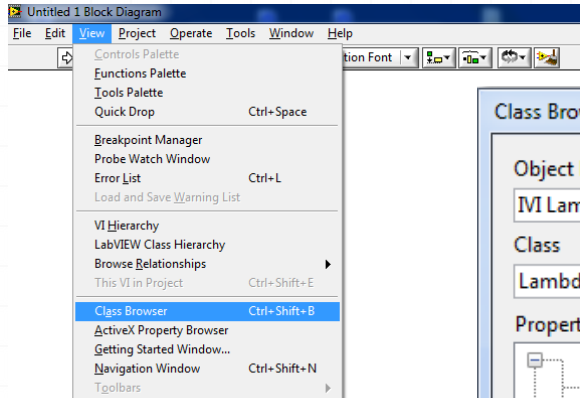 Untitled 1 Block Diagram
File Edit View Project Operate Tools Window Help
tion Font
Controls Palette
Functions Palette
Tools Palette
Quick Drop Ctrl+Space
Breakpoint Manager
Probe Watch Window
Error List Ctrl+L
Load and Save Warning List
VI Hierarchy
LabVIEW Class Hierarchy
Browse Relationships
This VI in Project Ctrl+Shift+E
Class Browser Ctrl+Shift+B
ActiveX Property Browser
Getting Started Window...
Navigation Window Ctrl+Shift+N
Toolbars
Class Bro
Object
IVI Lam
Class
Lambd
Propert